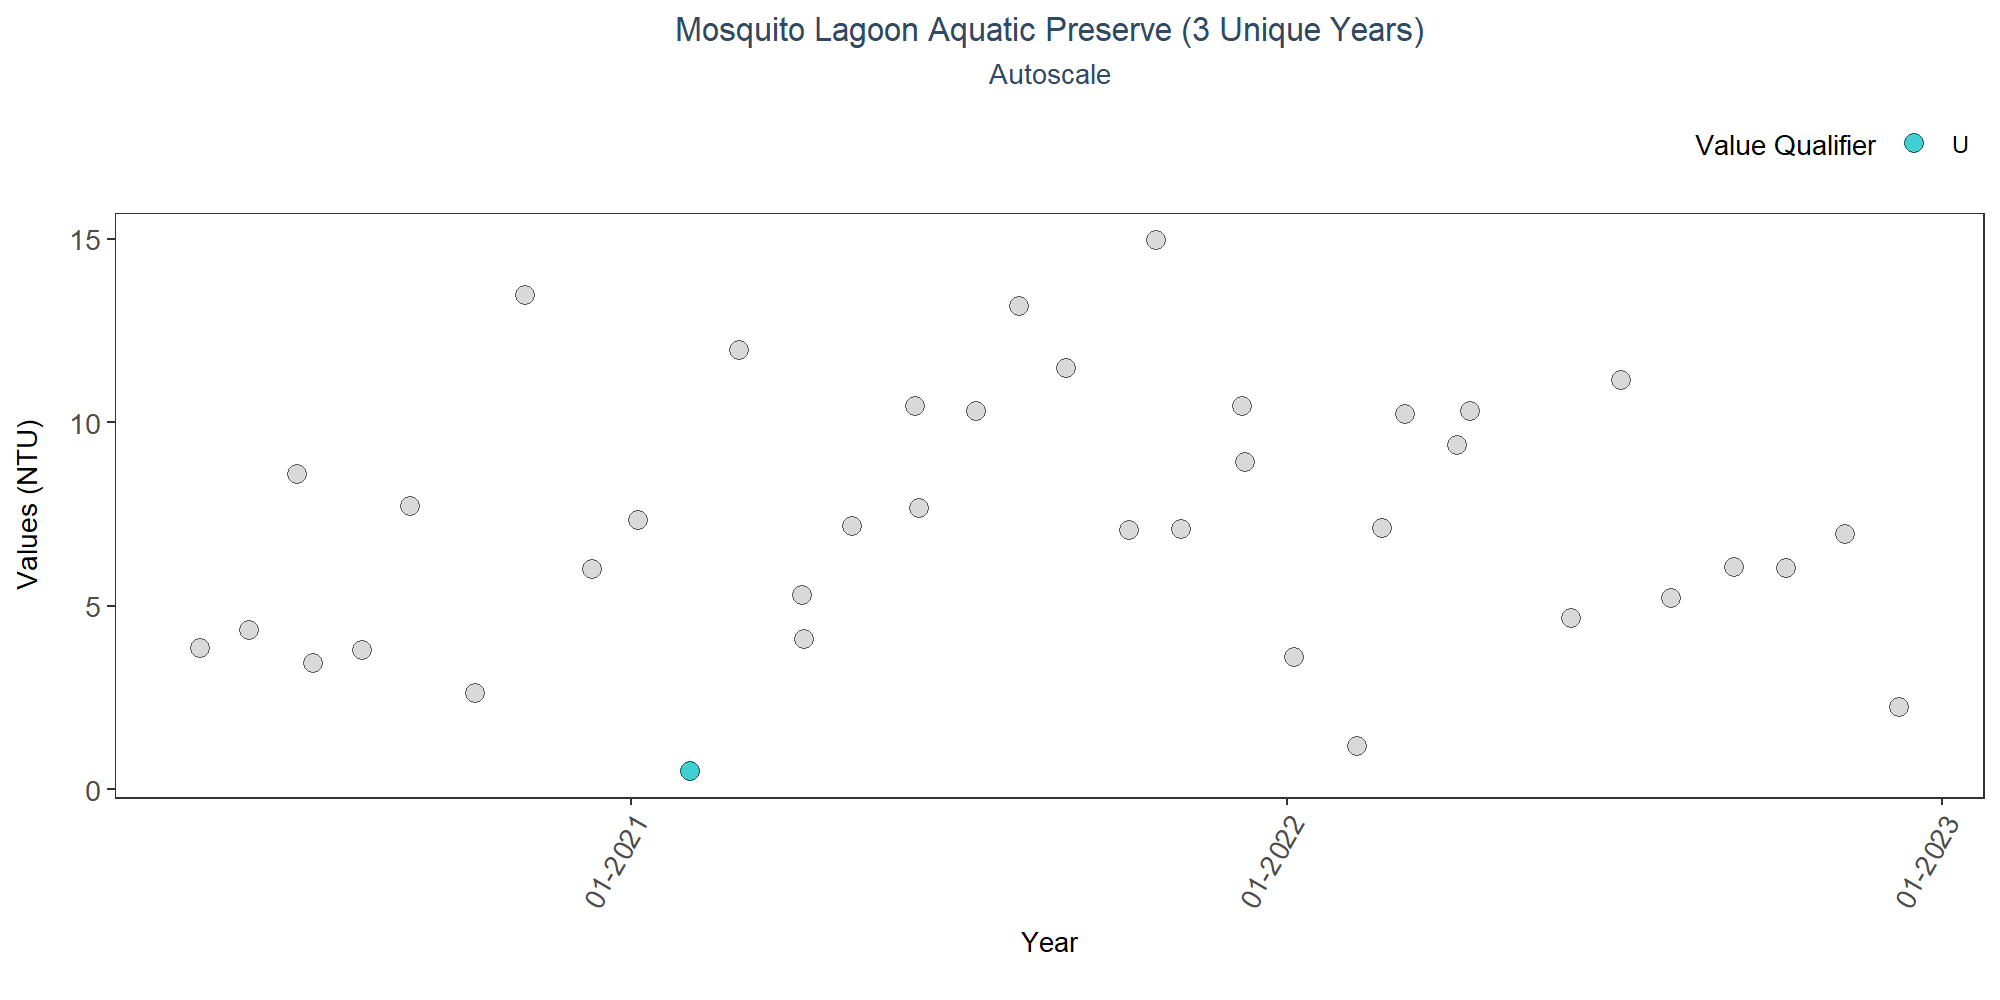 Mosquito Lagoon Aquatic Preserve (3 Unique Years)
Autoscale
Value Qualifier U
Values (NTU)
15
10
5
0
01-2021
01-2022
01-2023
Year